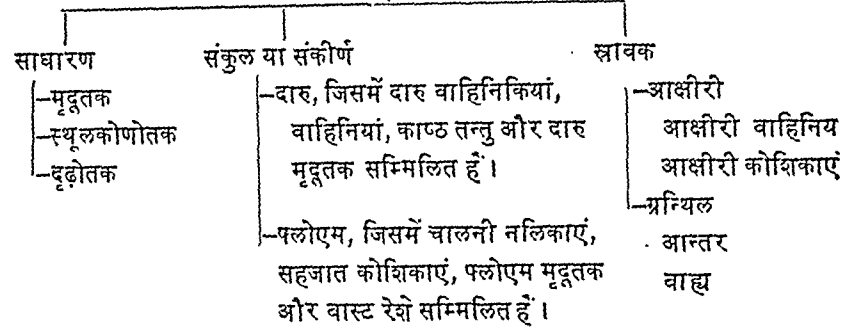 साधारण
मृदूतक
स्थूलकोणोतक
दृढ़ोतक
संकुल या संकीर्ण
दारु, जिसमें दारु वाहिनिकियां,
वाहिनियां, काष्ठ तन्तु और दारु
मृदूतक सम्मिलित हैं।
फ्लोएम, जिसमें चालनी नलिकाएं,
सहजात कोशिकाएं, फ्लोएम मृदूतक
और वास्ट रेशे सम्मिलित हैं।
स्रावक
आक्षीरी
आक्षीरी वाहिनिय
आक्षीरी कोशिकाएं
ग्रन्थिल
आन्तर
वाह्य